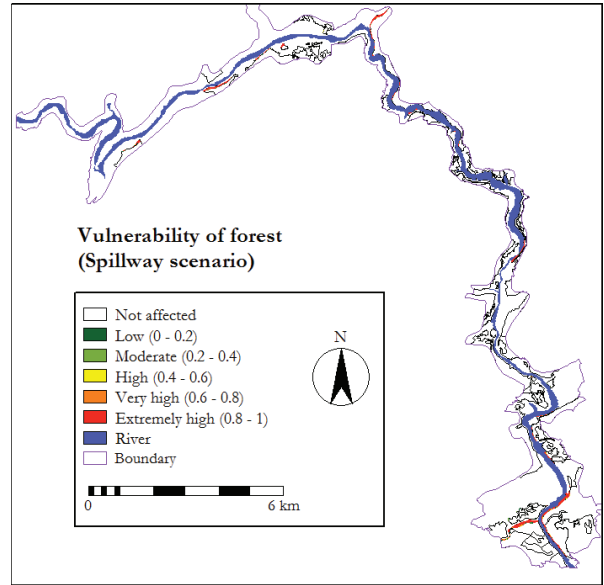 Vulnerability of forest
(Spillway scenario)
Not affected
Low (0 - 0.2)
Moderate (0.2 - 0.4)
High (0.4 - 0.6)
Very high (0.6 - 0.8)
Extremely high (0.8 - 1)
River
Boundary
N
0 6 km